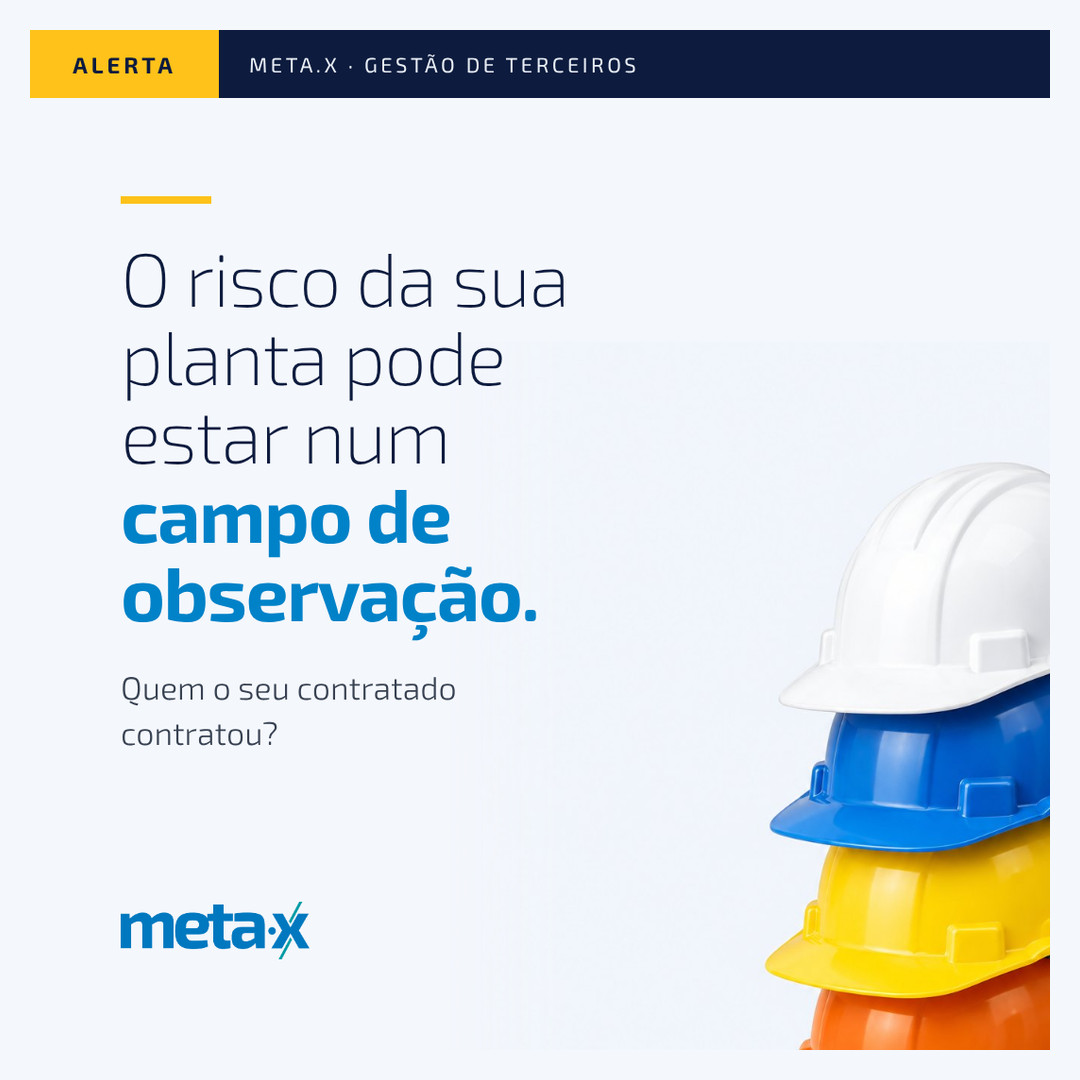 ALERTA
META.X · GESTÃO DE TERCEIROS
O risco da sua
planta pode
estar num
campo de
observação.
Quem o seu contratado
contratou?
meta·x